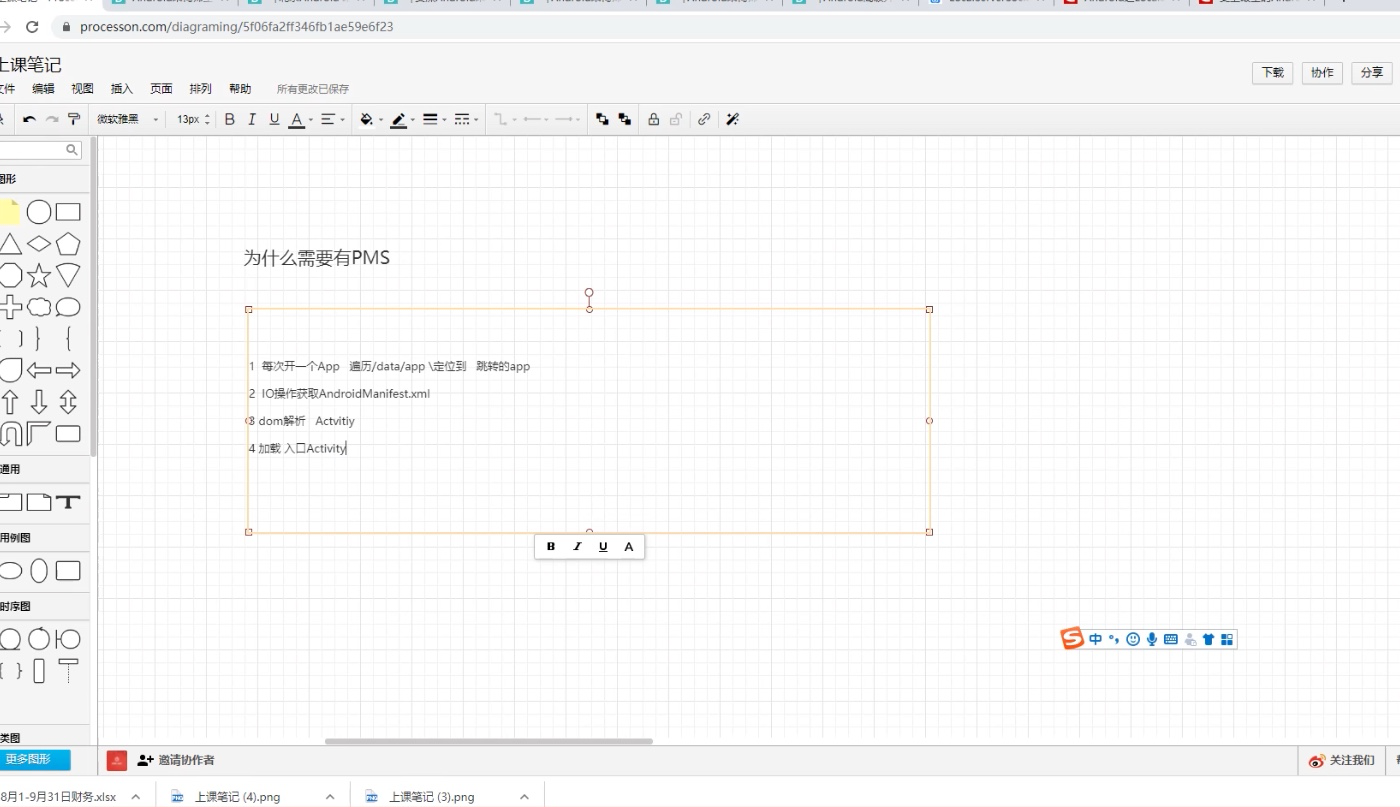 processon.com/diagraming/5f06fa2ff346fb1ae59e6f23
上课笔记
文件 编辑 视图 插入 页面 排列 帮助 所有更改已保存
下载 协作 分享
微软雅黑 13px B I U A
图形
为什么需要有PMS
1 每次开一个App 遍历/data/app \定位到 跳转的app
2 IO操作获取AndroidManifest.xml
3 dom解析 Actvitiy
4 加载 入口Activity
B I U A
通用
用例图
时序图
类图
中
更多图形
邀请协作者
关注我们
8月1-9月31日财务.xlsx
上课笔记 (4).png
上课笔记 (3).png